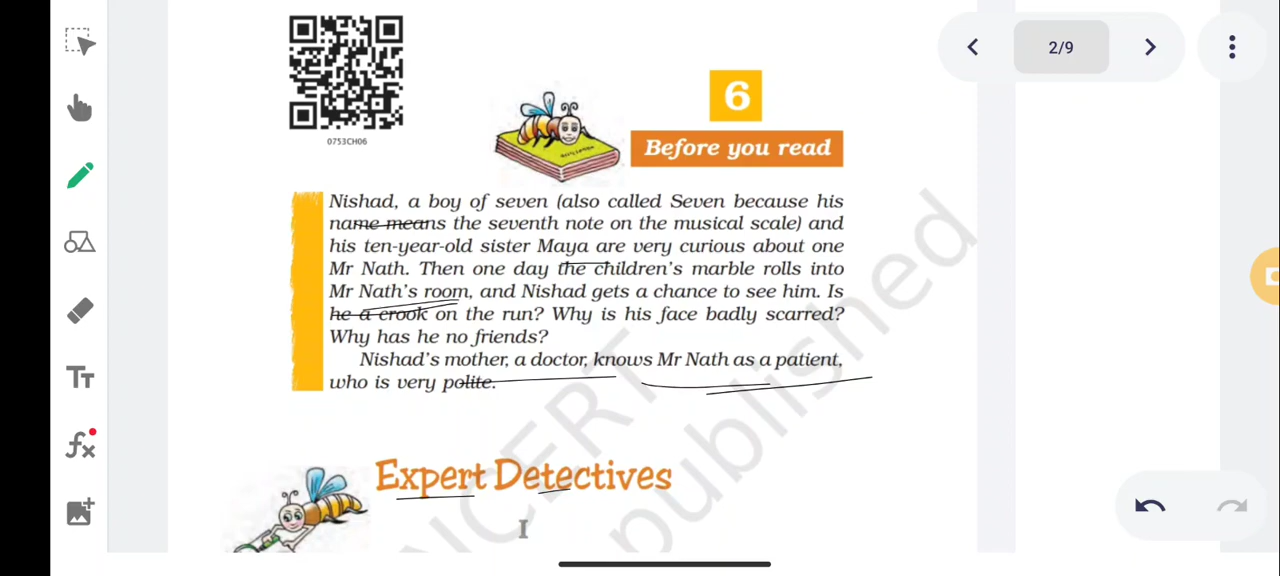 2/9
0753CH06
6
Before you read
Nishad, a boy of seven (also called Seven because his
name means the seventh note on the musical scale) and
his ten-year-old sister Maya are very curious about one
Mr Nath. Then one day the children's marble rolls into
Mr Nath's room, and Nishad gets a chance to see him. Is
he a crook on the run? Why is his face badly scarred?
Why has he no friends?
Nishad's mother, a doctor, knows Mr Nath as a patient,
who is very polite.
Expert Detectives
I
NCERT
published
TT
fx